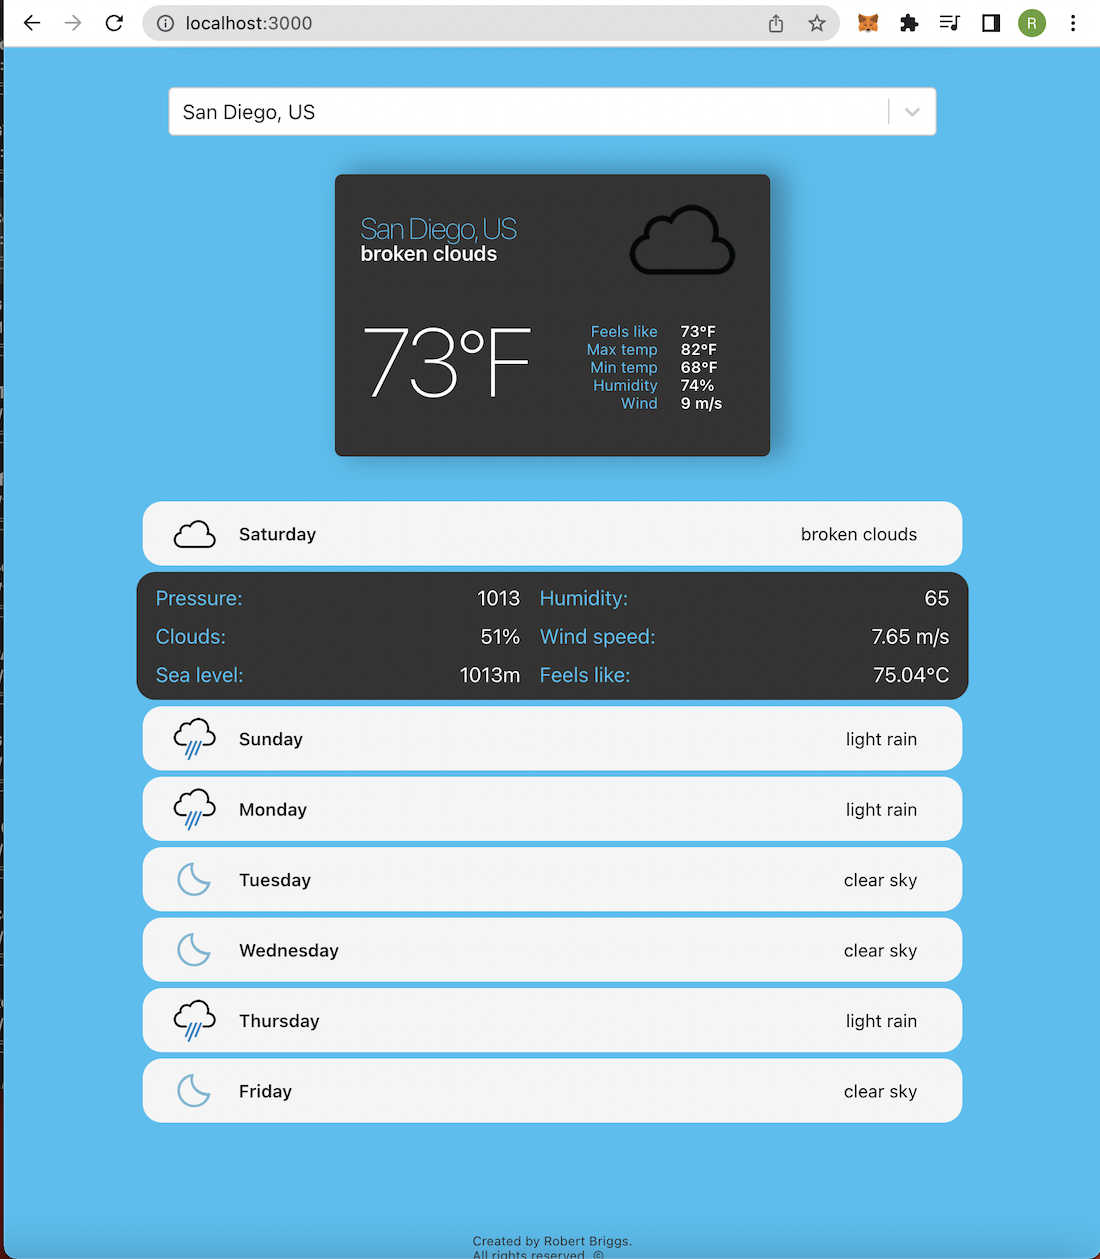 localhost:3000
R
San Diego, US
San Diego, US
broken clouds
73°F
Feels like 73°F
Max temp 82°F
Min temp 68°F
Humidity 74%
Wind 9 m/s
Saturday broken clouds
Pressure: 1013 Humidity: 65
Clouds: 51% Wind speed: 7.65 m/s
Sea level: 1013m Feels like: 75.04°C
Sunday light rain
Monday light rain
Tuesday clear sky
Wednesday clear sky
Thursday light rain
Friday clear sky
Created by Robert Briggs.
All rights reserved. ©